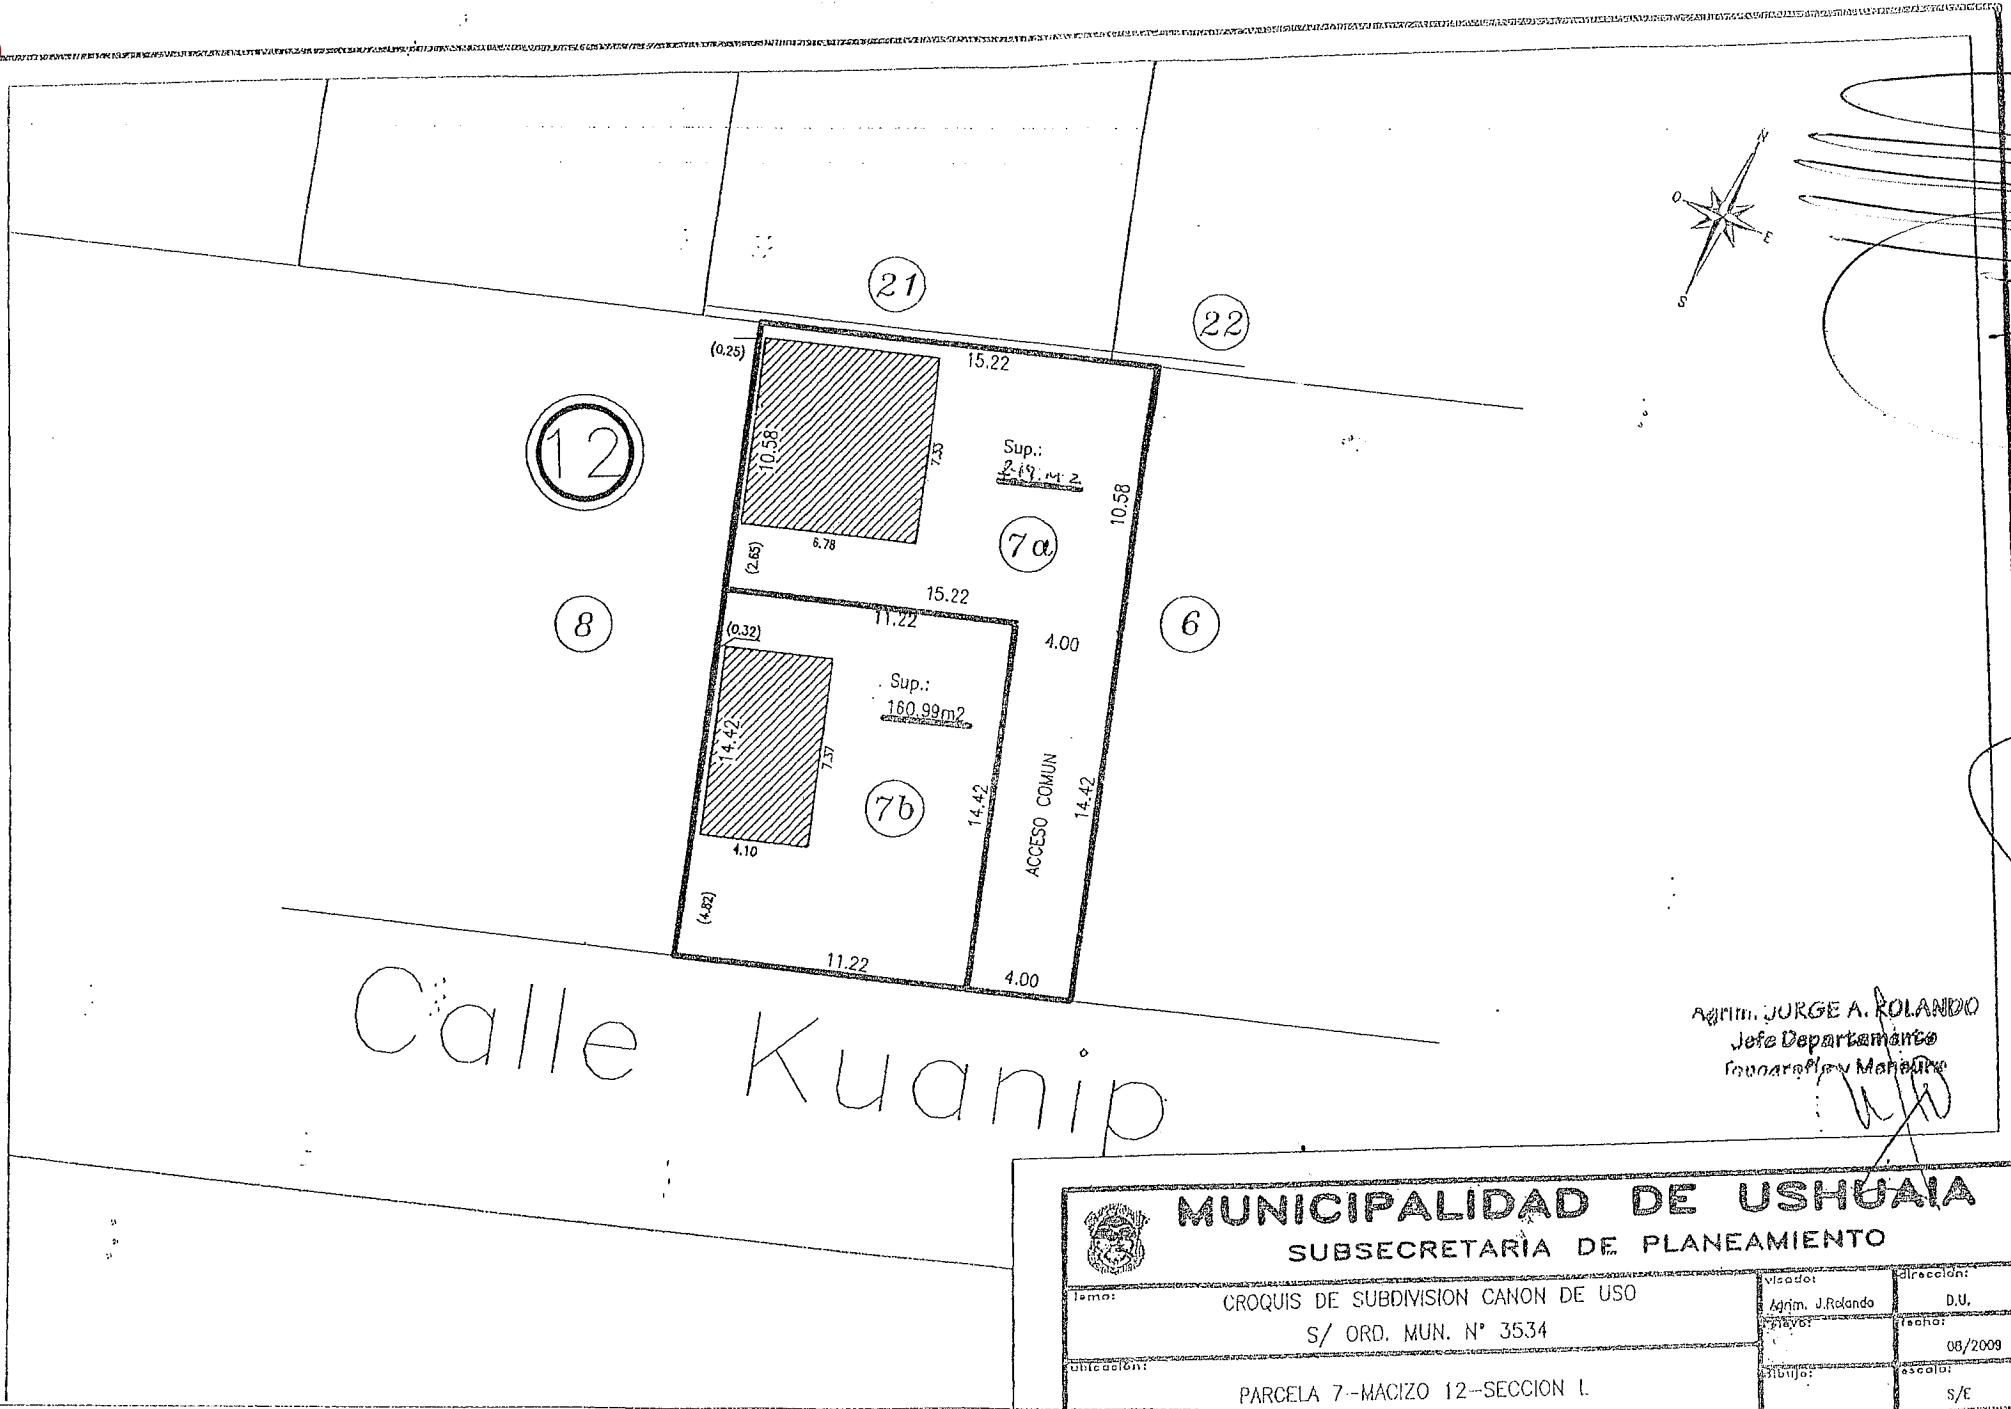 N
O
E
S
21
22
(0.25)
15.22
12
10.58
7.33
Sup.:
10.58
7a
6.78
(2.65)
15.22
11.22
8
6
(0.32)
4.00
Sup.:
160.99m2
14.42
7.37
7b
14.42
ACCESO COMUN
14.42
4.10
(4.82)
11.22
4.00
Calle Kuanip
Agrim. JORGE A. ROLANDO
Jefe Departamento
MUNICIPALIDAD DE USHUAIA
SUBSECRETARÍA DE PLANEAMIENTO
tema:
CROQUIS DE SUBDIVISION CANON DE USO
S/ ORD. MUN. N° 3534
visado:
Agrim. J.Rolando
dirección:
D.U.
fecha:
08/2009
ubicación:
PARCELA 7-MACIZO 12-SECCION L
dibujo:
escala:
S/E